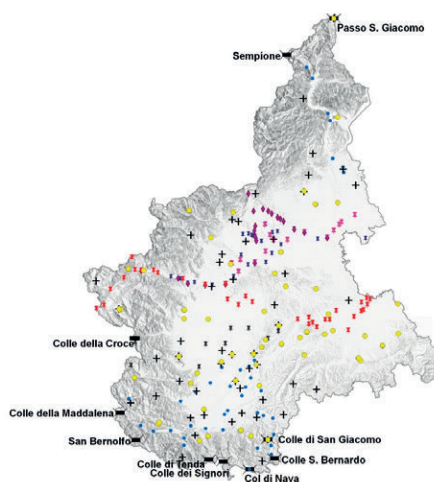 Passo S. Giacomo
Sempione
Colle della Croce
Colle della Maddalena
San Bernolfo
Colle di San Giacomo
Colle di Tenda
Colle S. Bernardo
Colle dei Signori
Col di Nava